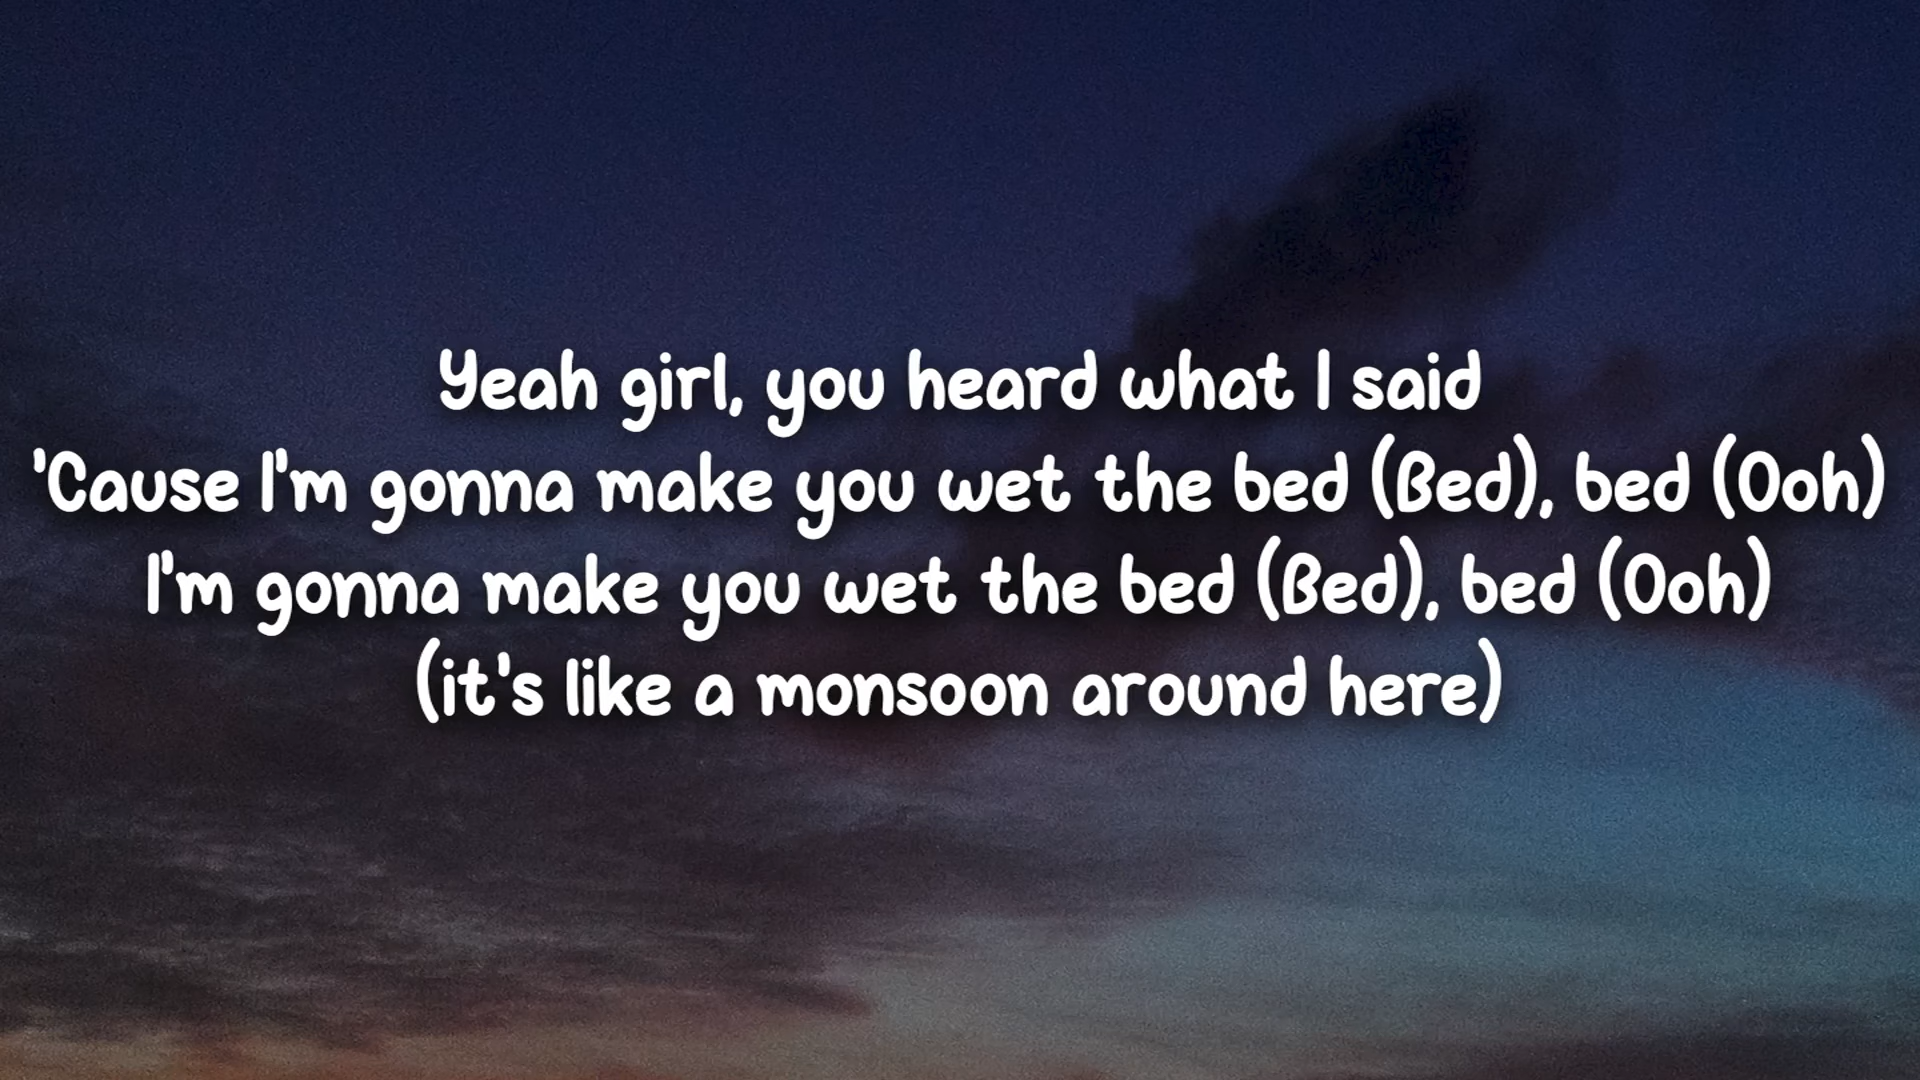 Yeah girl, you heard what I said
'Cause I'm gonna make you wet the bed (Bed), bed (Ooh)
I'm gonna make you wet the bed (Bed), bed (Ooh)
(it's like a monsoon around here)